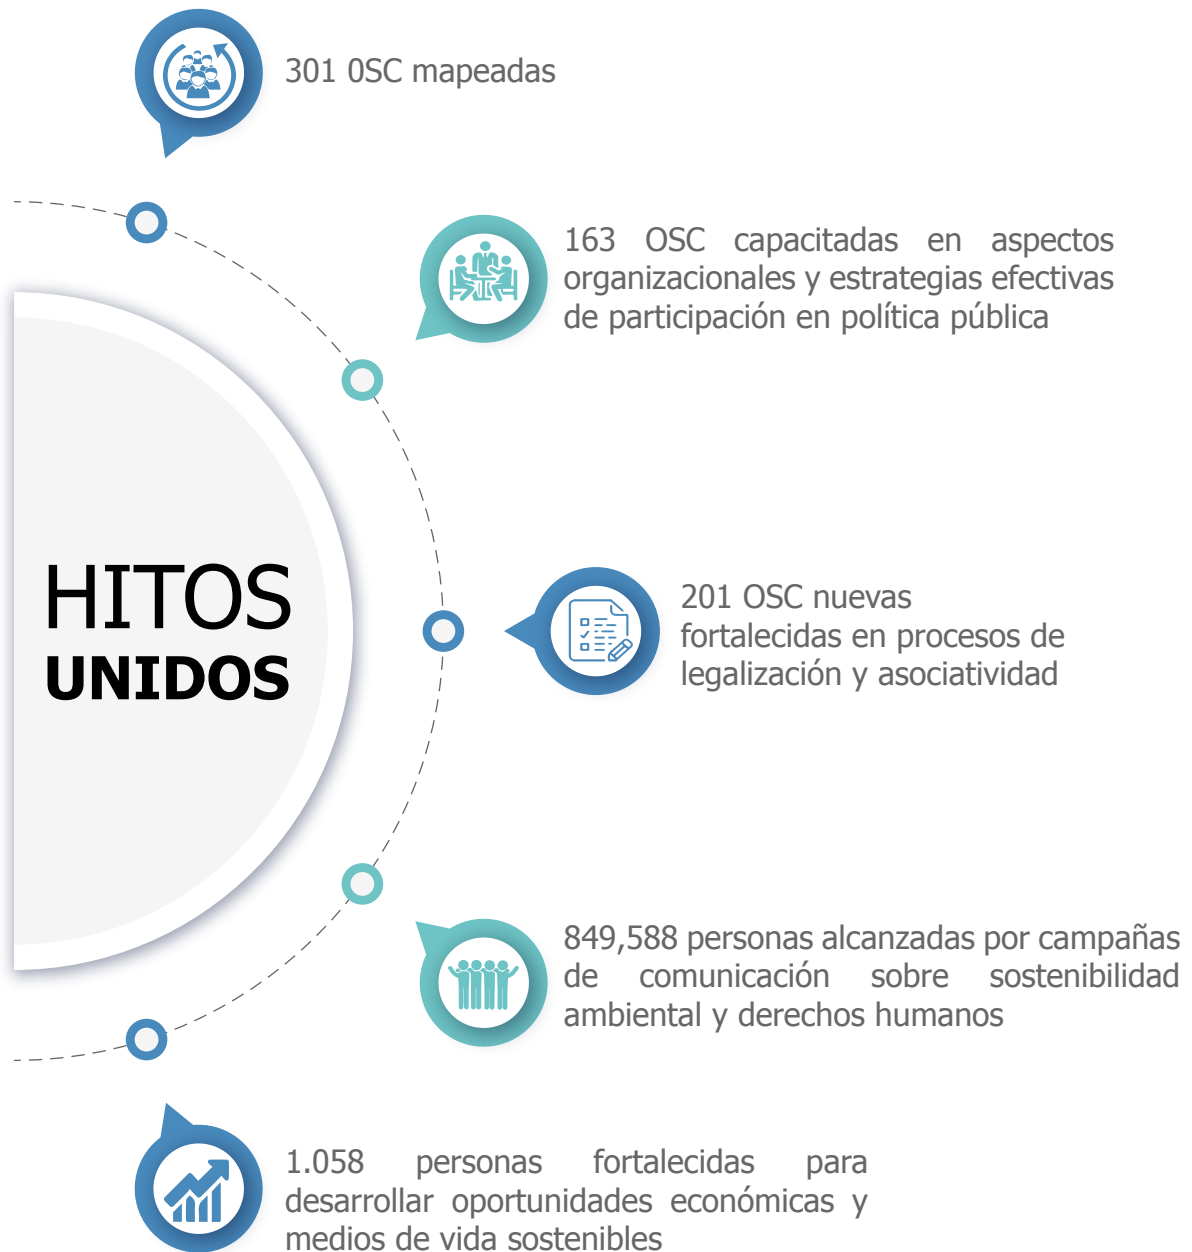 301 0SC mapeadas
163 OSC capacitadas en aspectos
organizacionales y estrategias efectivas
de participación en política pública
HITOS
UNIDOS
201 OSC nuevas
fortalecidas en procesos de
legalización y asociatividad
849,588 personas alcanzadas por campañas
de comunicación sobre sostenibilidad
ambiental y derechos humanos
1.058 personas fortalecidas para
desarrollar oportunidades económicas y
medios de vida sostenibles